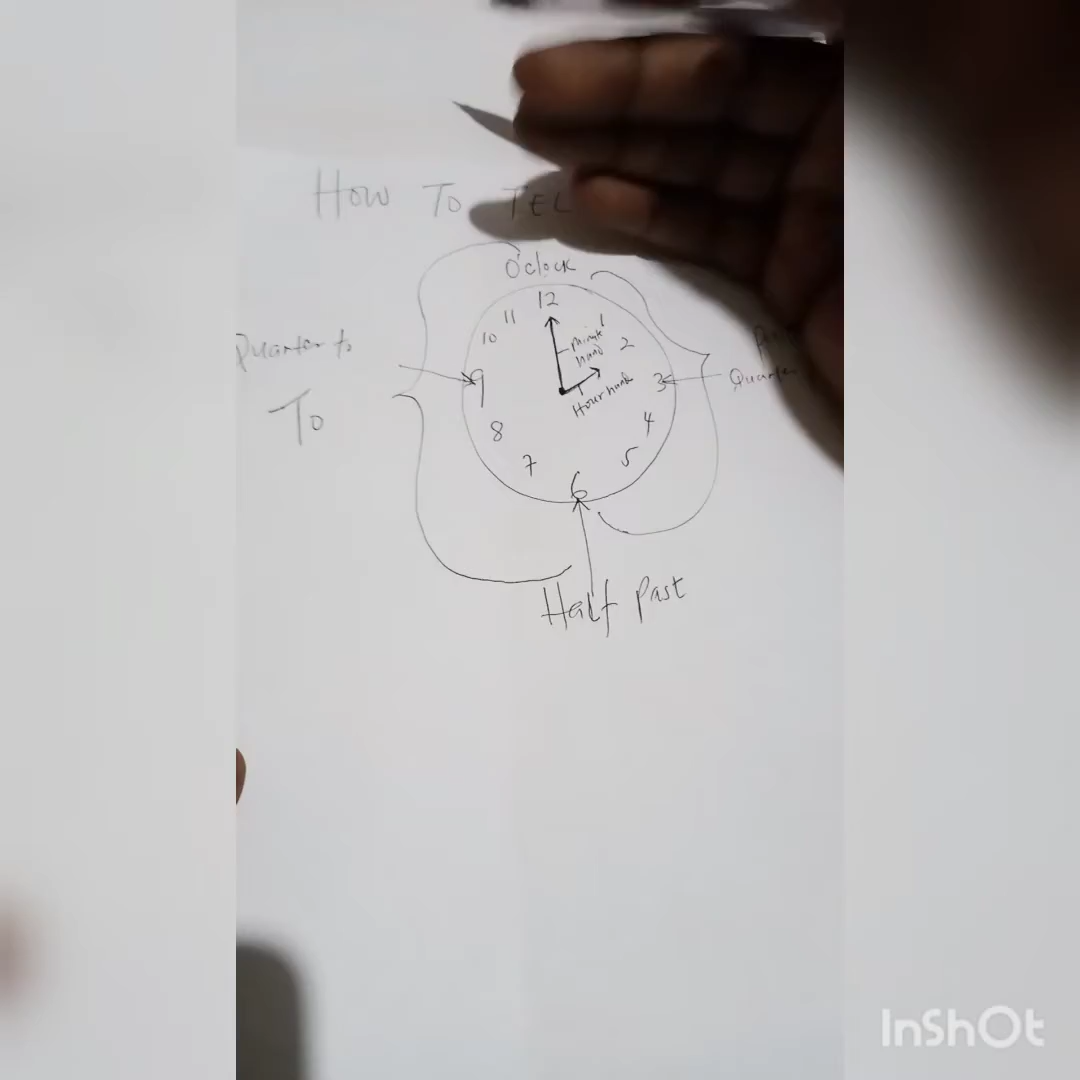 HOW TO TEL
O'clock
12
11
1
10
2
minute
hand
Quarter to
9
3
Quarter
Hour hand
To
8
4
7
5
6
Half past
InShOt